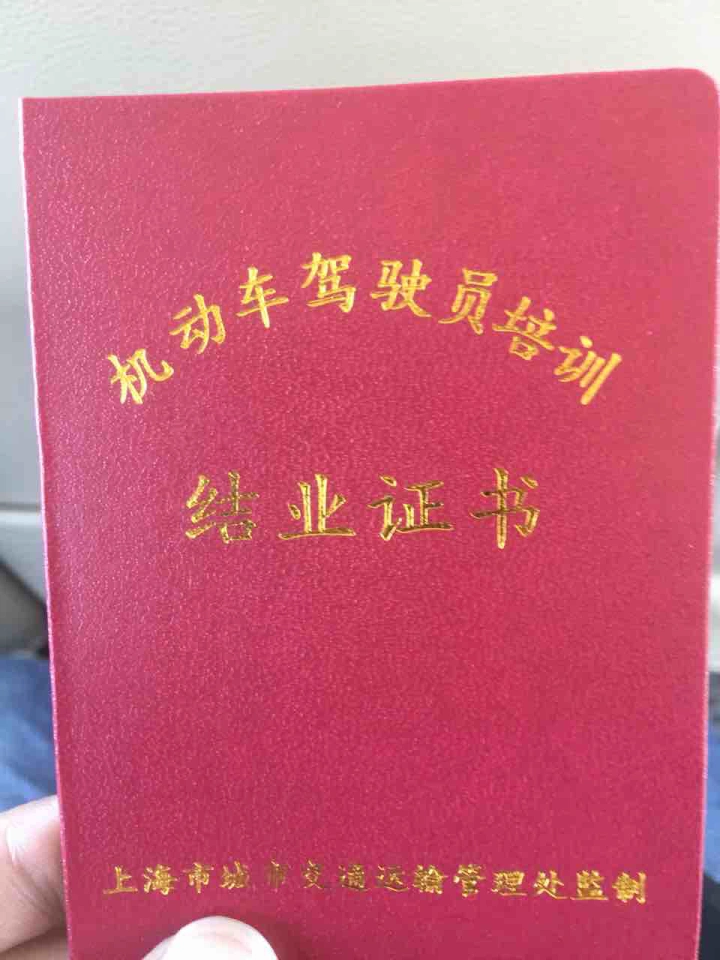 机动车驾驶员培训
结业证书
上海市城市交通运输管理处监制